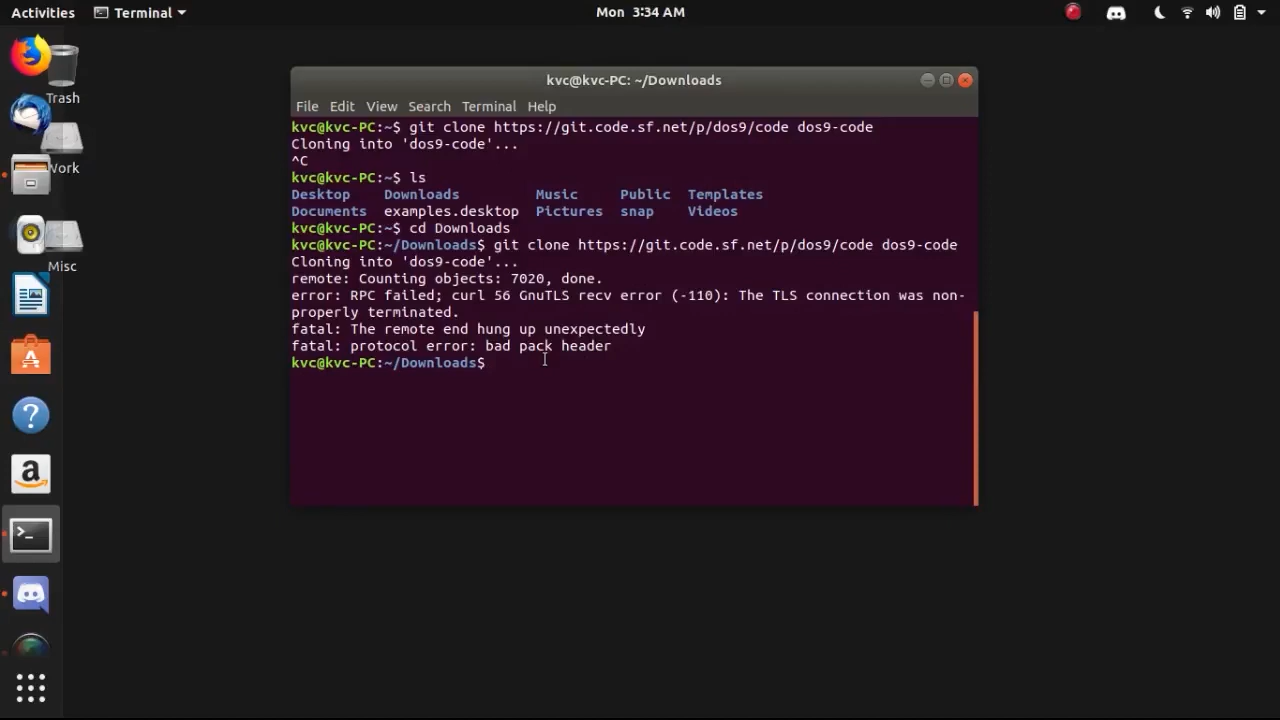 Activities
Terminal
Mon 3:34 AM
Trash
Work
Misc
a
kvc@kvc-PC: ~/Downloads
File Edit View Search Terminal Help
kvc@kvc-PC:~$ git clone https://git.code.sf.net/p/dos9/code dos9-code
Cloning into 'dos9-code'...
^C
kvc@kvc-PC:~$ ls
Desktop Downloads Music Public Templates
Documents examples.desktop Pictures snap Videos
kvc@kvc-PC:~$ cd Downloads
kvc@kvc-PC:~/Downloads$ git clone https://git.code.sf.net/p/dos9/code dos9-code
Cloning into 'dos9-code'...
remote: Counting objects: 7020, done.
error: RPC failed; curl 56 GnuTLS recv error (-110): The TLS connection was non-
properly terminated.
fatal: The remote end hung up unexpectedly
fatal: protocol error: bad pack header
kvc@kvc-PC:~/Downloads$